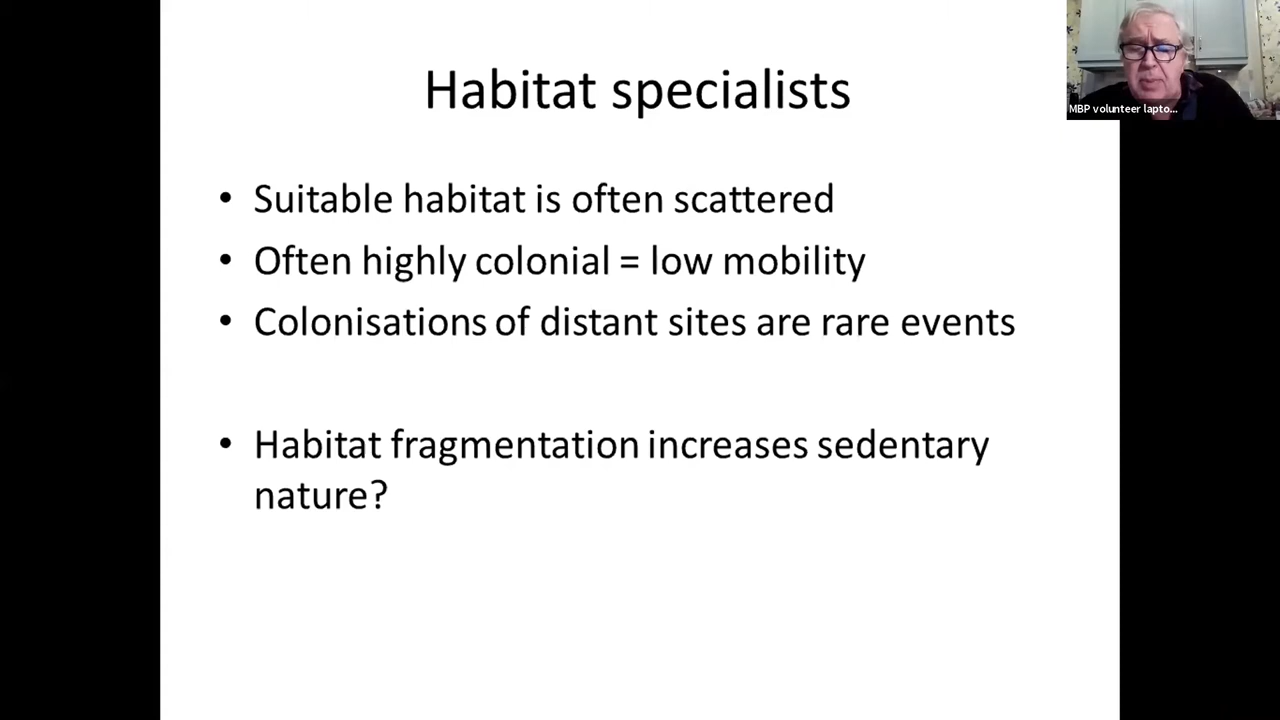 Habitat specialists
MBP volunteer lapto...
• Suitable habitat is often scattered
• Often highly colonial = low mobility
• Colonisations of distant sites are rare events
• Habitat fragmentation increases sedentary
nature?